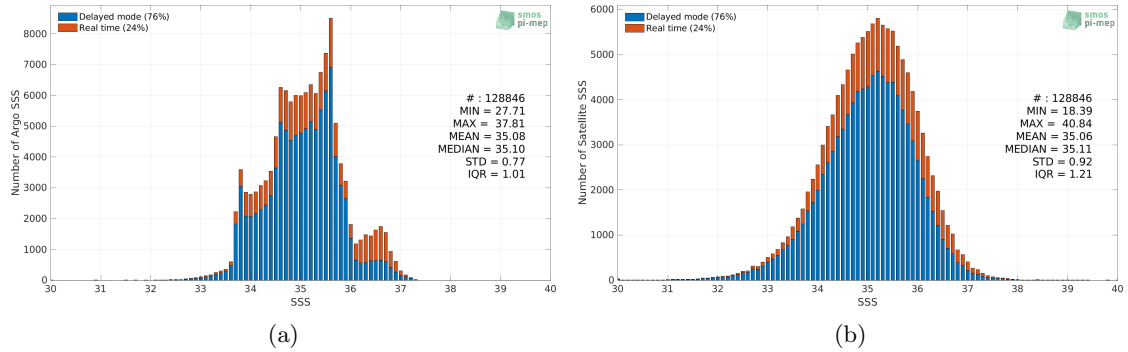 Delayed mode (76%)
Real time (24%)
smos
pi-mep
Number of Argo SSS
8000
7000
6000
5000
4000
3000
2000
1000
0
# : 128846
MIN = 27.71
MAX = 37.81
MEAN = 35.08
MEDIAN = 35.10
STD = 0.77
IQR = 1.01
30 31 32 33 34 35 36 37 38 39 40
SSS
(a)
Delayed mode (76%)
Real time (24%)
smos
pi-mep
Number of Satellite SSS
6000
5000
4000
3000
2000
1000
0
# : 128846
MIN = 18.39
MAX = 40.84
MEAN = 35.06
MEDIAN = 35.11
STD = 0.92
IQR = 1.21
30 31 32 33 34 35 36 37 38 39 40
SSS
(b)